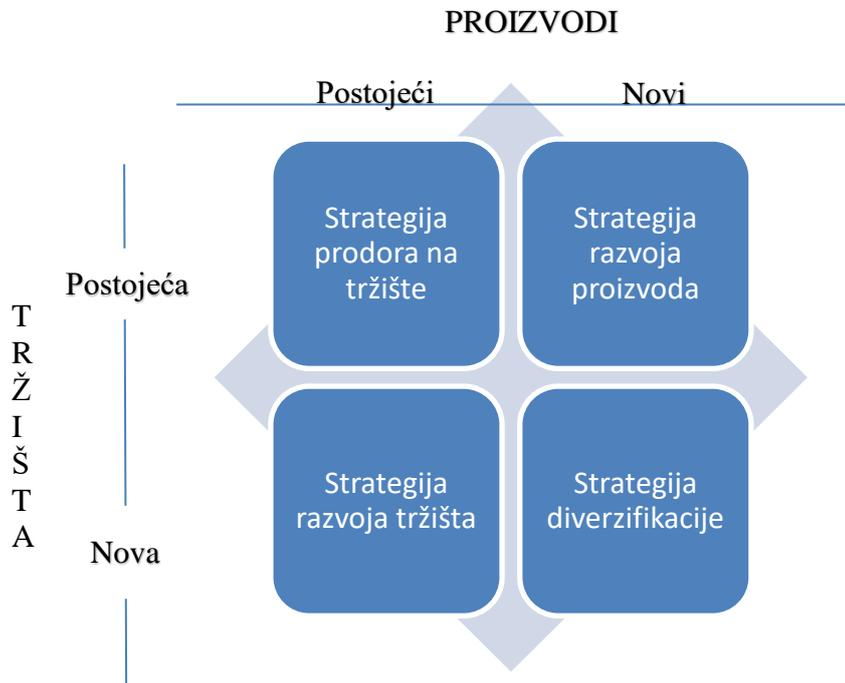 PROIZVODI
Postojeći Novi
Strategija
prodora na
tržište
Strategija
razvoja
proizvoda
Postojeća
T
R
Ž
I
Š
T
A
Strategija
razvoja tržišta
Strategija
diverzifikacije
Nova